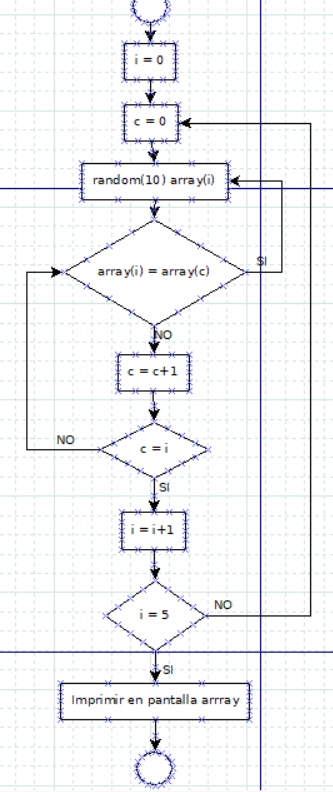 i = 0
c = 0
random(10) array(i)
SI
array(i) = array(c)
NO
c = c+1
NO
c = i
SI
i = i+1
NO
i = 5
SI
Imprimir en pantalla arrray